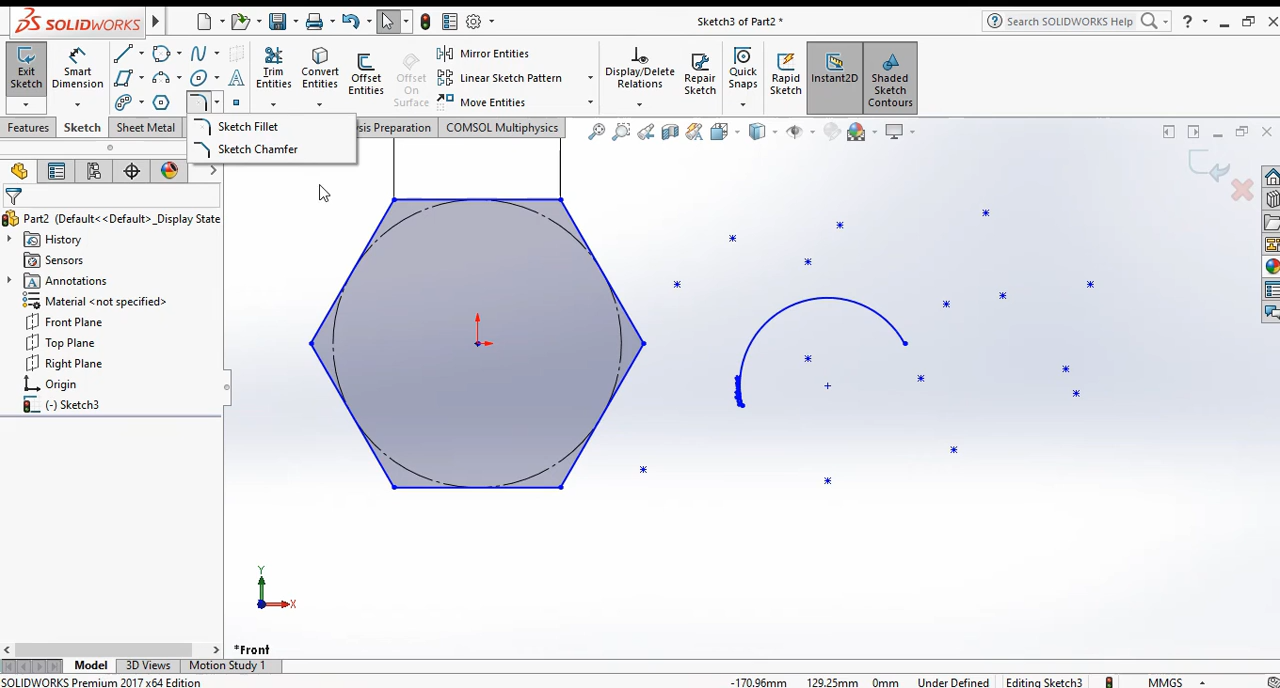 SOLIDWORKS
Sketch3 of Part2 *
Search SOLIDWORKS Help
?
Exit Sketch
Smart Dimension
Trim Entities
Convert Entities
Offset Entities
Offset On Surface
Mirror Entities
Linear Sketch Pattern
Move Entities
Display/Delete Relations
Repair Sketch
Quick Snaps
Rapid Sketch
Instant2D
Shaded Sketch Contours
Sketch Fillet
Sketch Chamfer
Features
Sketch
Sheet Metal
ysis Preparation
COMSOL Multiphysics
Part2 (Default<<Default>_Display State
History
Sensors
Annotations
Material <not specified>
Front Plane
Top Plane
Right Plane
Origin
(-) Sketch3
Y
X
*Front
Model
3D Views
Motion Study 1
SOLIDWORKS Premium 2017 x64 Edition
-170.96mm
129.25mm
0mm
Under Defined
Editing Sketch3
MMGS